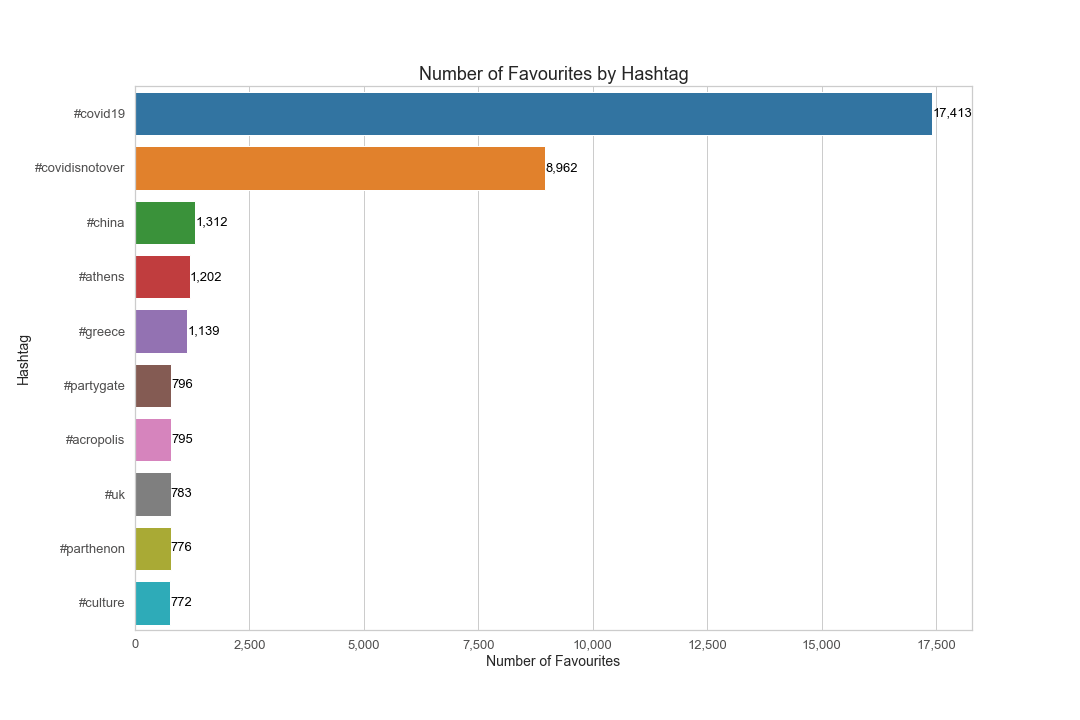 Number of Favourites by Hashtag
#covid19 17,413
#covidisnotover 8,962
#china 1,312
#athens 1,202
#greece 1,139
#partygate 796
#acropolis 795
#uk 783
#parthenon 776
#culture 772
Hashtag
0 2,500 5,000 7,500 10,000 12,500 15,000 17,500
Number of Favourites